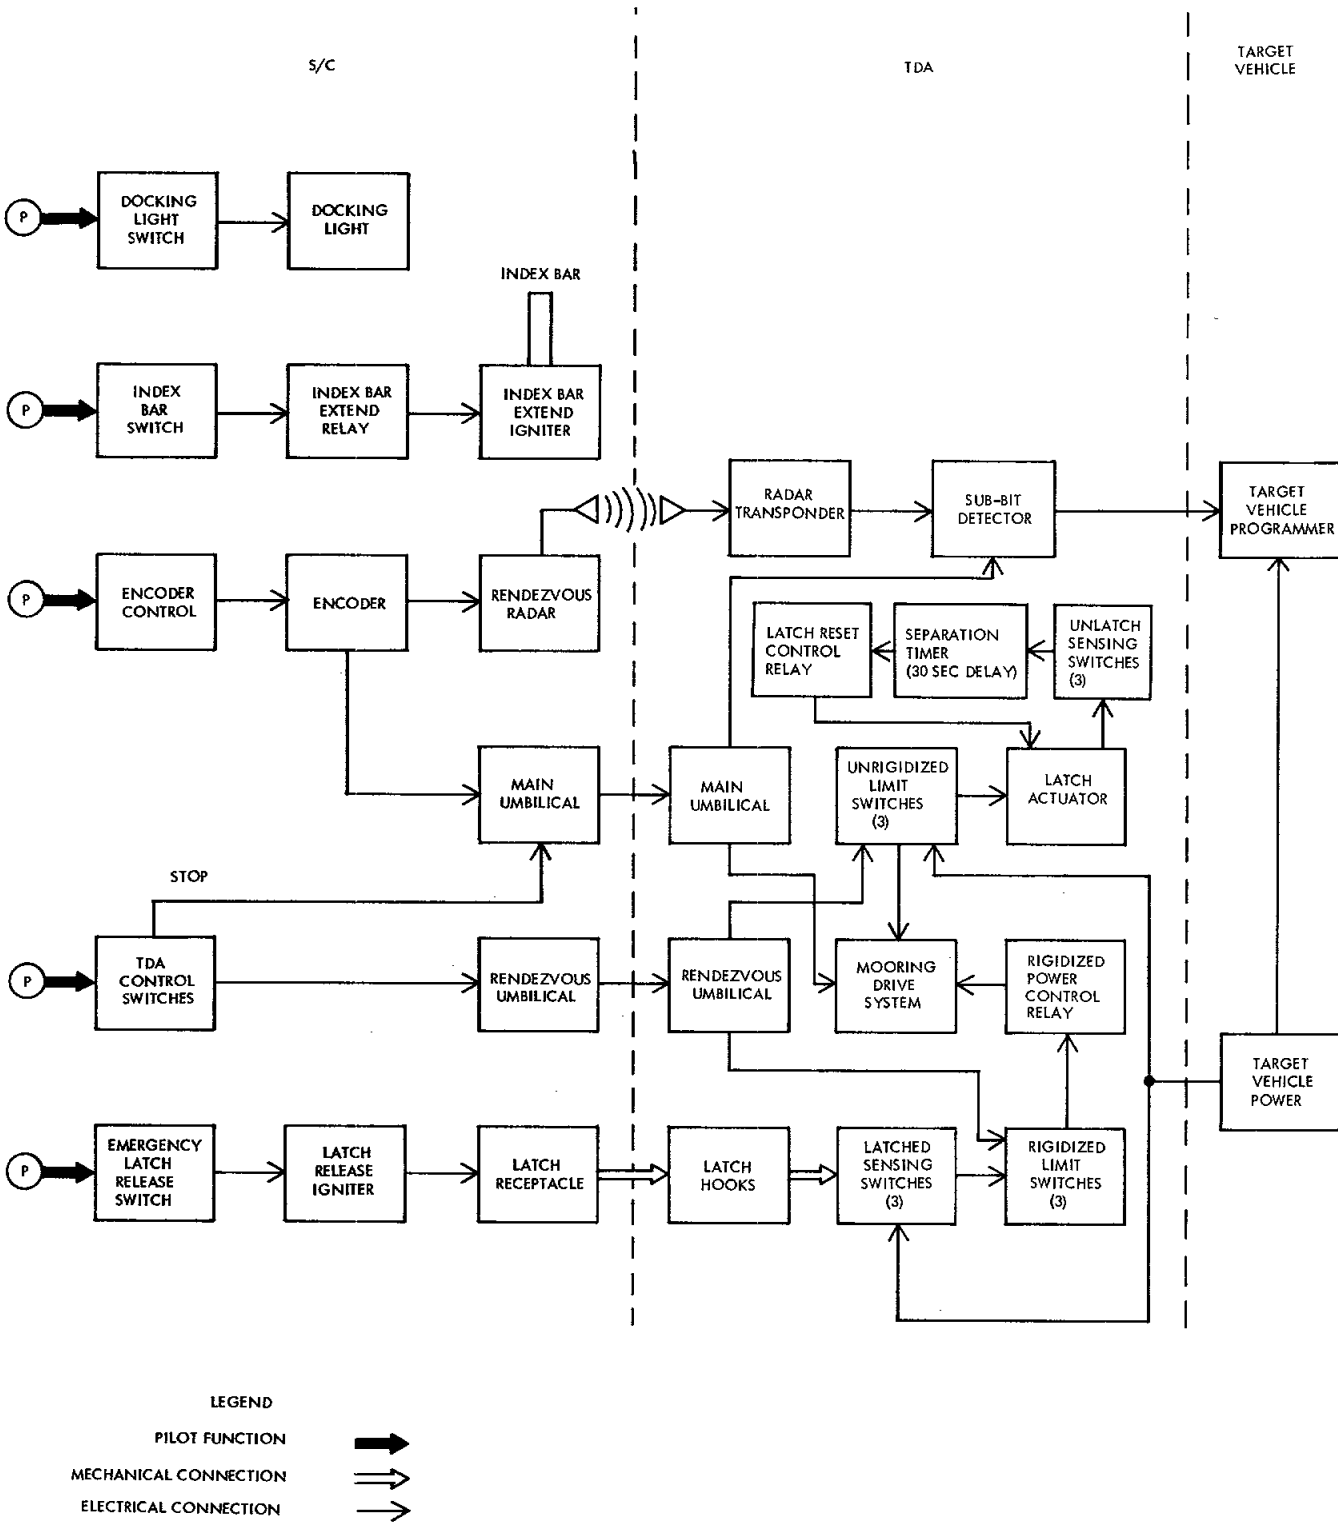 S/C
TDA
TARGET
VEHICLE
P
DOCKING
LIGHT
SWITCH
DOCKING
LIGHT
INDEX BAR
P
INDEX
BAR
SWITCH
INDEX BAR
EXTEND
RELAY
INDEX BAR
EXTEND
IGNITER
RADAR
TRANSPONDER
SUB-BIT
DETECTOR
TARGET
VEHICLE
PROGRAMMER
P
ENCODER
CONTROL
ENCODER
RENDEZVOUS
RADAR
LATCH RESET
CONTROL
RELAY
SEPARATION
TIMER
(30 SEC DELAY)
UNLATCH
SENSING
SWITCHES
(3)
MAIN
UMBILICAL
MAIN
UMBILICAL
UNRIGIDIZED
LIMIT
SWITCHES
(3)
LATCH
ACTUATOR
STOP
P
TDA
CONTROL
SWITCHES
RENDEZVOUS
UMBILICAL
RENDEZVOUS
UMBILICAL
MOORING
DRIVE
SYSTEM
RIGIDIZED
POWER
CONTROL
RELAY
TARGET
VEHICLE
POWER
P
EMERGENCY
LATCH
RELEASE
SWITCH
LATCH
RELEASE
IGNITER
LATCH
RECEPTACLE
LATCH
HOOKS
LATCHED
SENSING
SWITCHES
(3)
RIGIDIZED
LIMIT
SWITCHES
(3)
LEGEND
PILOT FUNCTION
MECHANICAL CONNECTION
ELECTRICAL CONNECTION